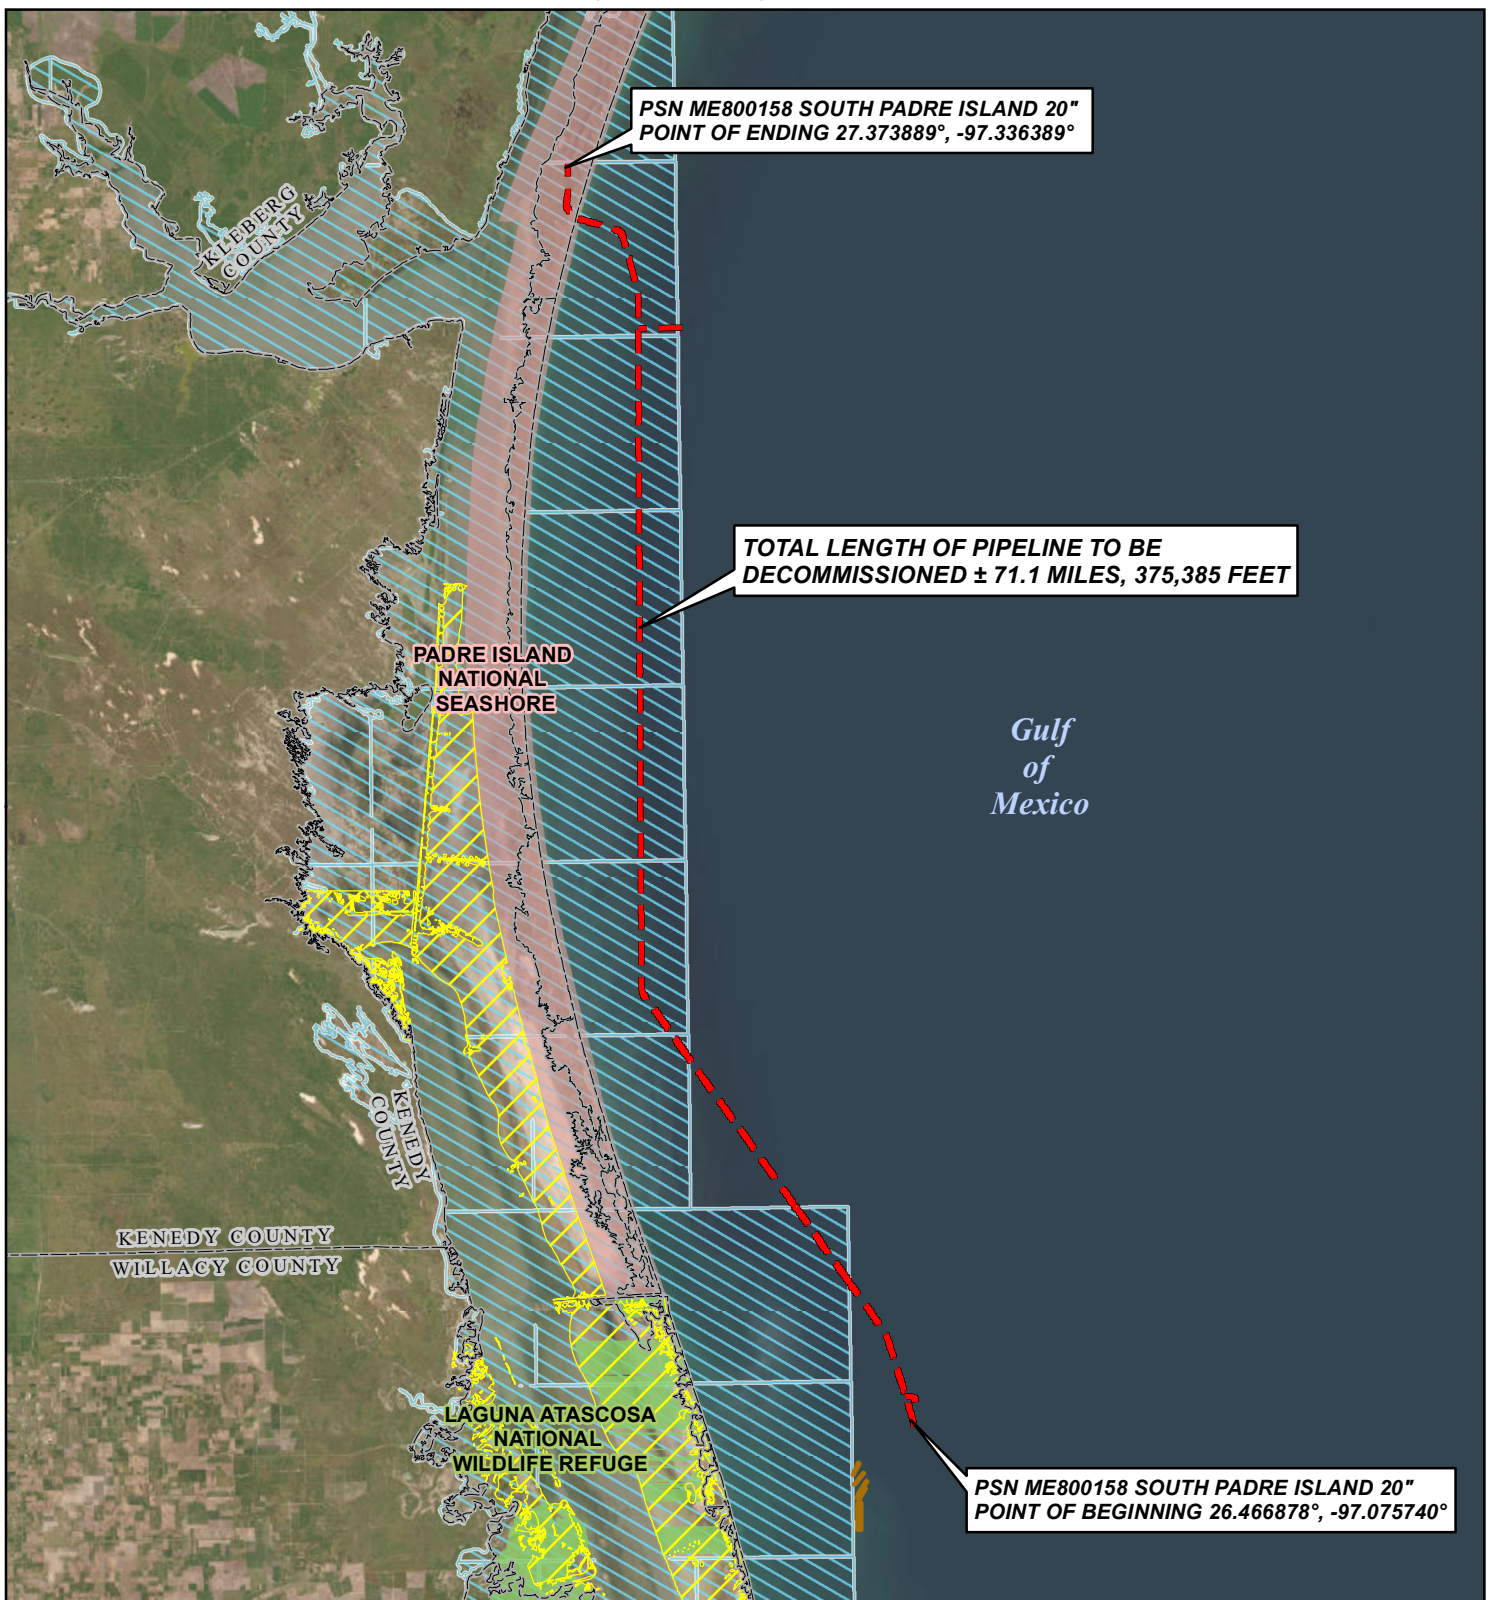 PSN ME800158 SOUTH PADRE ISLAND 20"
POINT OF ENDING 27.373889°, -97.336389°
KLEBERG
COUNTY
TOTAL LENGTH OF PIPELINE TO BE
DECOMMISSIONED ± 71.1 MILES, 375,385 FEET
PADRE ISLAND
NATIONAL
SEASHORE
Gulf
of
Mexico
KENEDY
COUNTY
KENEDY COUNTY
WILLACY COUNTY
LAGUNA ATASCOSA
NATIONAL
WILDLIFE REFUGE
PSN ME800158 SOUTH PADRE ISLAND 20"
POINT OF BEGINNING 26.466878°, -97.075740°